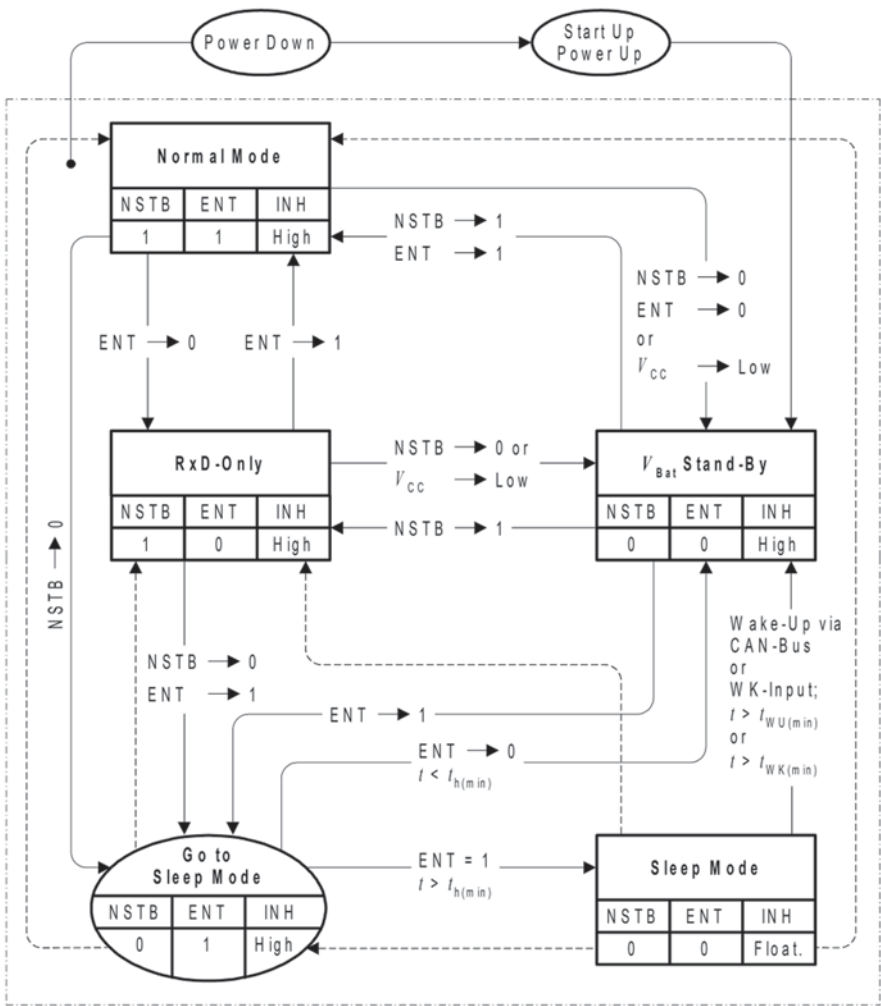 Power Down
Start Up
Power Up
Normal Mode
NSTB ENT INH
1 1 High
NSTB → 1
ENT → 1
NSTB → 0
ENT → 0
or
VCC → Low
ENT → 0
ENT → 1
RxD-Only
NSTB ENT INH
1 0 High
NSTB → 0 or
VCC → Low
NSTB → 1
VBat Stand-By
NSTB ENT INH
0 0 High
NSTB → 0
NSTB → 0
ENT → 1
ENT → 1
ENT → 0
t < th(min)
Wake-Up via
CAN-Bus
or
WK-Input;
t > tWU(min)
or
t > tWK(min)
Go to
Sleep Mode
NSTB ENT INH
0 1 High
ENT = 1
t > th(min)
Sleep Mode
NSTB ENT INH
0 0 Float.